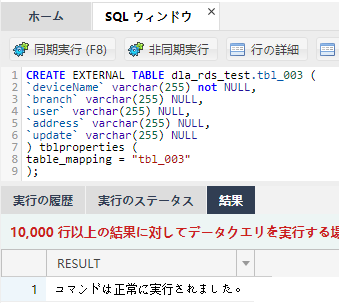 ホーム
SQL ウィンドウ
同期実行 (F8)
非同期実行
行の詳細
1 CREATE EXTERNAL TABLE dla_rds_test.tbl_003 (
2 `deviceName` varchar(255) not NULL,
3 `branch` varchar(255) NULL,
4 `user` varchar(255) NULL,
5 `address` varchar(255) NULL,
6 `update` varchar(255) NULL
7 ) tblproperties (
8 table_mapping = "tbl_003"
9 );
実行の履歴
実行のステータス
結果
10,000 行以上の結果に対してデータクエリを実行する場
RESULT
1 コマンドは正常に実行されました。